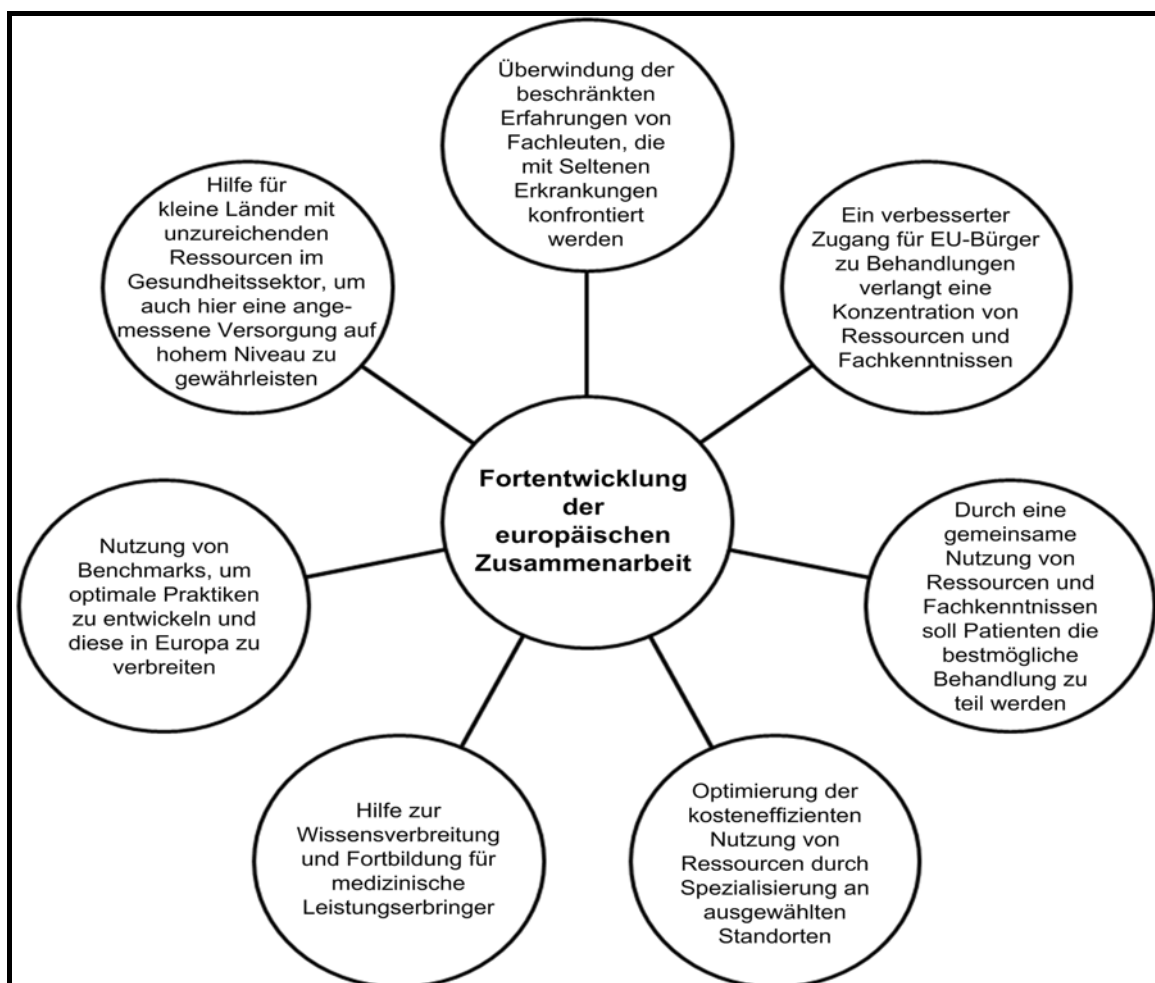 Überwindung der
beschränkten
Erfahrungen von
Fachleuten, die
mit Seltenen
Erkrankungen
konfrontiert
werden
Hilfe für
kleine Länder mit
unzureichenden
Ressourcen im
Gesundheitssektor, um
auch hier eine ange-
messene Versorgung auf
hohem Niveau zu
gewährleisten
Ein verbesserter
Zugang für EU-Bürger
zu Behandlungen
verlangt eine
Konzentration von
Ressourcen und
Fachkenntnissen
Fortentwicklung
der
europäischen
Zusammenarbeit
Nutzung von
Benchmarks, um
optimale Praktiken
zu entwickeln und
diese in Europa zu
verbreiten
Durch eine
gemeinsame
Nutzung von
Ressourcen und
Fachkenntnissen
soll Patienten die
bestmögliche
Behandlung zu
teil werden
Hilfe zur
Wissensverbreitung
und Fortbildung für
medizinische
Leistungserbringer
Optimierung der
kosteneffizienten
Nutzung von
Ressourcen durch
Spezialisierung an
ausgewählten
Standorten